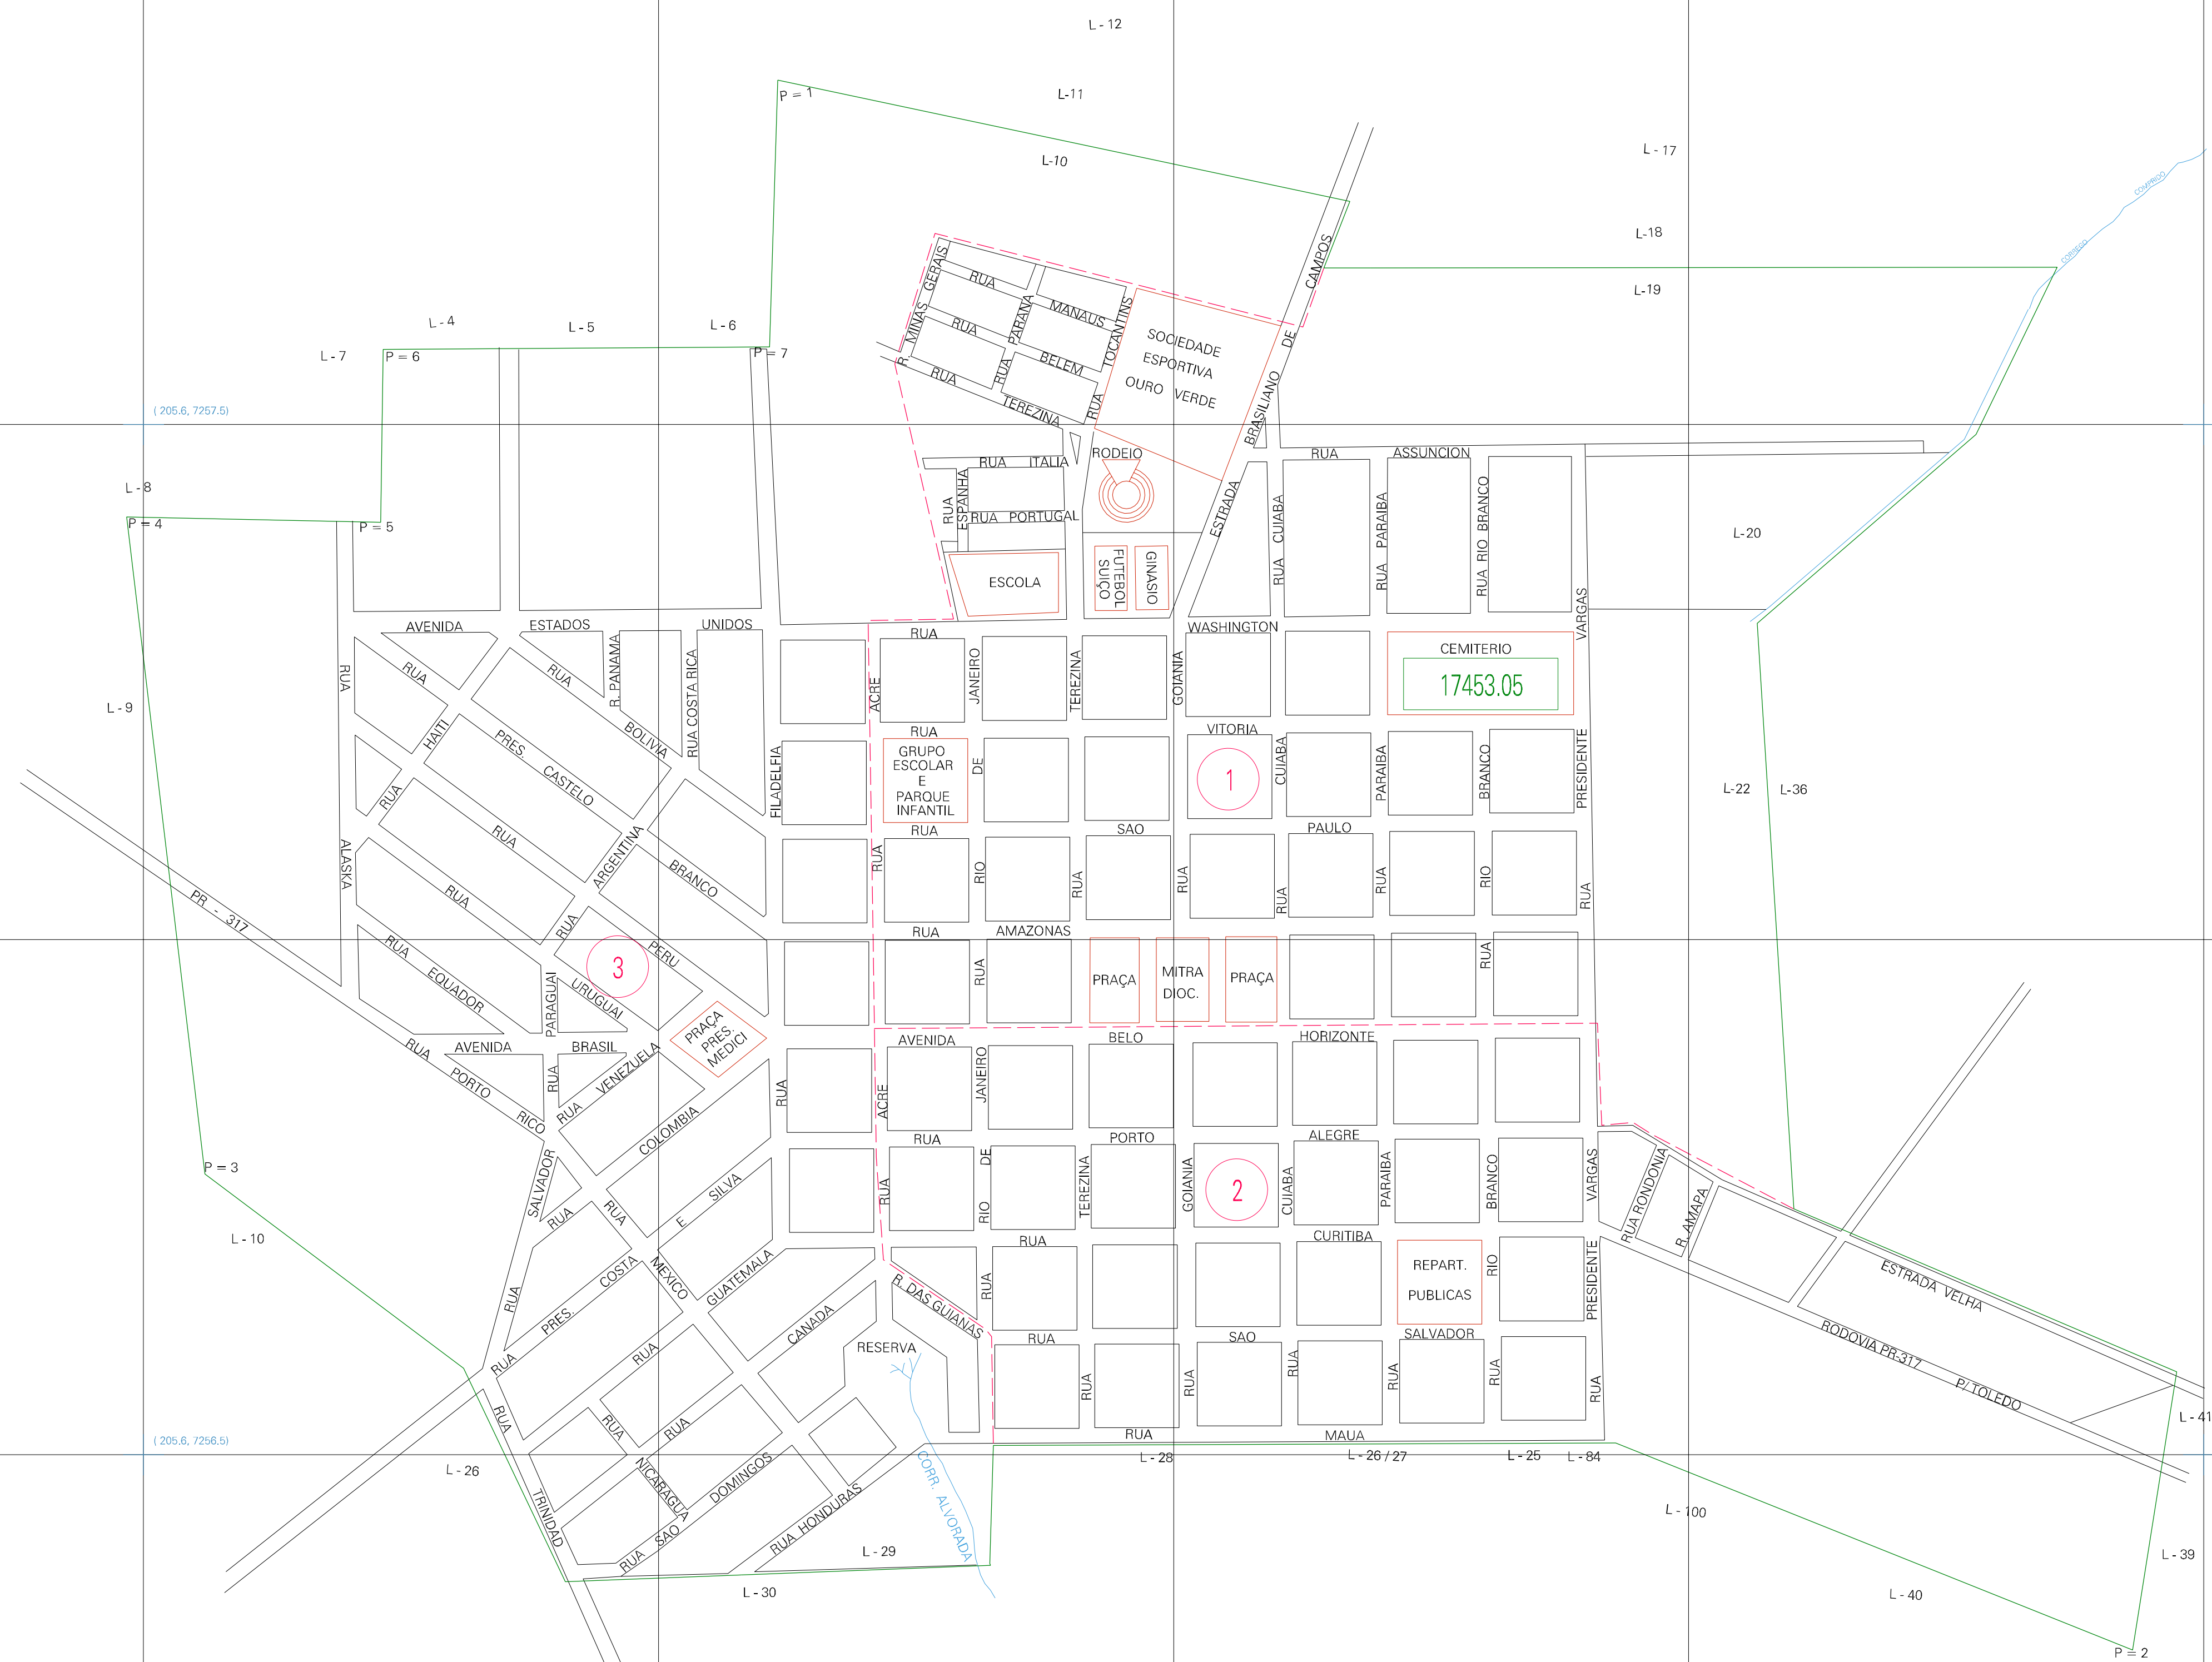 L - 12
P = 1
L-11
L - 17
L-10
COMPRIDO
CORREGO
L-18
L-19
CAMPOS
DE
BRASILIANO
ESTRADA
R. MINAS GERAIS
RUA
MANAUS
RUA PARANA
RUA
BELEM
RUA TOCANTINS
RUA
TEREZINA
SOCIEDADE
ESPORTIVA
OURO VERDE
L - 4
L - 5
L - 6
L - 7
P = 6
P = 7
( 205.6, 7257.5)
L - 8
P = 4
P = 5
RUA ITALIA
RODEIO
RUA ASSUNCION
RUA ESPANHA
RUA PORTUGAL
ESCOLA
FUTEBOL
SUIÇO
GINASIO
RUA CUIABA
RUA PARAIBA
RUA RIO BRANCO
L-20
AVENIDA ESTADOS UNIDOS
RUA WASHINGTON
VARGAS
CEMITERIO
17453.05
RUA
RUA
RUA
R. PANAMA
RUA COSTA RICA
ACRE
JANEIRO
TEREZINA
GOIANIA
L - 9
HAITI
PRES.
CASTELO
BOLIVIA
FILADELFIA
RUA VITORIA
GRUPO
ESCOLAR
E
PARQUE
INFANTIL
DE
1
CUIABA
PARAIBA
BRANCO
PRESIDENTE
L-22
L-36
RUA
RUA
ARGENTINA
BRANCO
RUA SAO PAULO
ALASKA
RUA
RUA
RIO
RUA
RUA
RUA
RUA
RIO
RUA
PR - 317
RUA
PERU
RUA AMAZONAS
RUA
EQUADOR
3
URUGUAI
PARAGUAI
PRAÇA
PRES.
MEDICI
RUA
PRAÇA
MITRA
DIOC.
PRAÇA
RUA
RUA
PORTO
RICO
AVENIDA BRASIL
RUA
RUA VENEZUELA
AVENIDA BELO HORIZONTE
RUA
ACRE
JANEIRO
COLOMBIA
RUA PORTO ALEGRE
P = 3
SALVADOR
RUA
RUA
E SILVA
RUA
DE
RIO
TEREZINA
GOIANIA
2
CUIABA
PARAIBA
BRANCO
VARGAS
RUA RONDONIA
R. AMAPA
L - 10
RUA CURITIBA
RUA
PRES.
COSTA
MEXICO
GUATEMALA
R. DAS GUIANAS
RUA
REPART.
PUBLICAS
RIO
PRESIDENTE
ESTRADA VELHA
RODOVIA PR-317
P/ TOLEDO
RUA
RUA
CANADA
RESERVA
RUA SAO SALVADOR
RUA
RUA
RUA
RUA
RUA
RUA
RUA
RUA
RUA
L - 41
( 205.6, 7256.5)
RUA MAUA
L - 28
L - 26 / 27
L - 25
L - 84
L - 26
TRINIDAD
NICARAGUA
DOMINGOS
SAO
RUA
RUA HONDURAS
CORR. ALVORADA
L - 100
L - 29
L - 30
L - 39
L - 40
P = 2